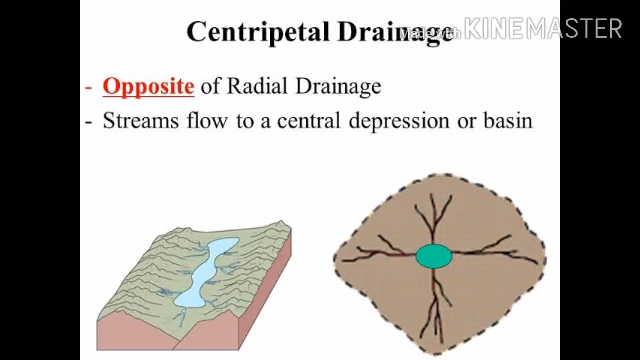 Centripetal Drainage
Made with KINEMASTER
- Opposite of Radial Drainage
- Streams flow to a central depression or basin